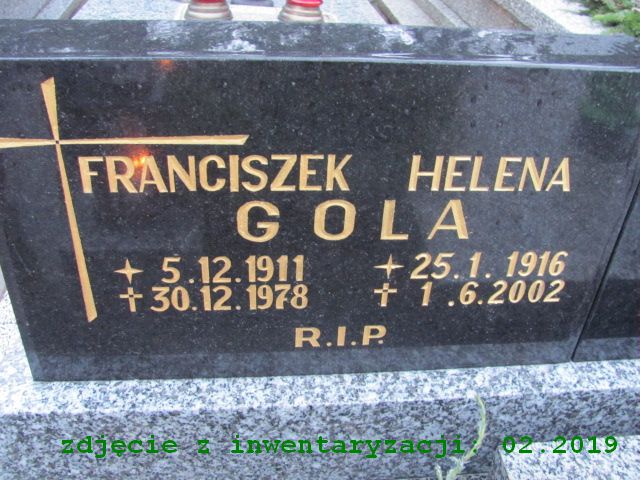 FRANCISZEK HELENA
GOLA
5.12.1911 25.1.1916
30.12.1978 1.6.2002
R.I.P.
zdjęcie z inwentaryzacji, 02.2019